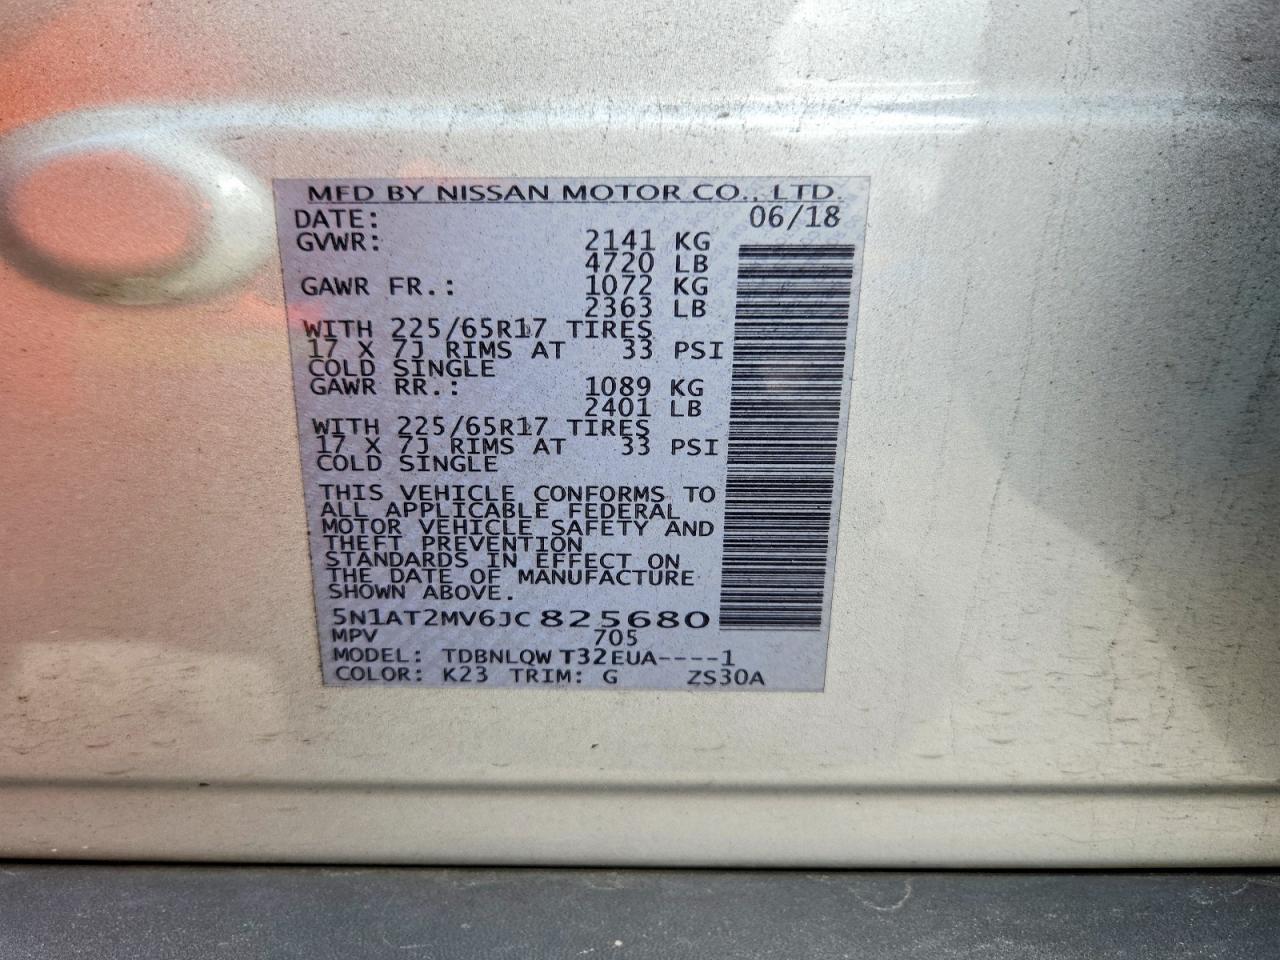 MFD BY NISSAN MOTOR CO., LTD.
DATE: 06/18
GVWR: 2141 KG
4720 LB
GAWR FR.: 1072 KG
2363 LB
WITH 225/65R17 TIRES
17 X 7J RIMS AT 33 PSI
COLD SINGLE
GAWR RR.: 1089 KG
2401 LB
WITH 225/65R17 TIRES
17 X 7J RIMS AT 33 PSI
COLD SINGLE
THIS VEHICLE CONFORMS TO
ALL APPLICABLE FEDERAL
MOTOR VEHICLE SAFETY AND
THEFT PREVENTION
STANDARDS IN EFFECT ON
THE DATE OF MANUFACTURE
SHOWN ABOVE.
5N1AT2MV6JC825680
MPV 705
MODEL: TDBNLQW T32EUA----1
COLOR: K23 TRIM: G ZS30A